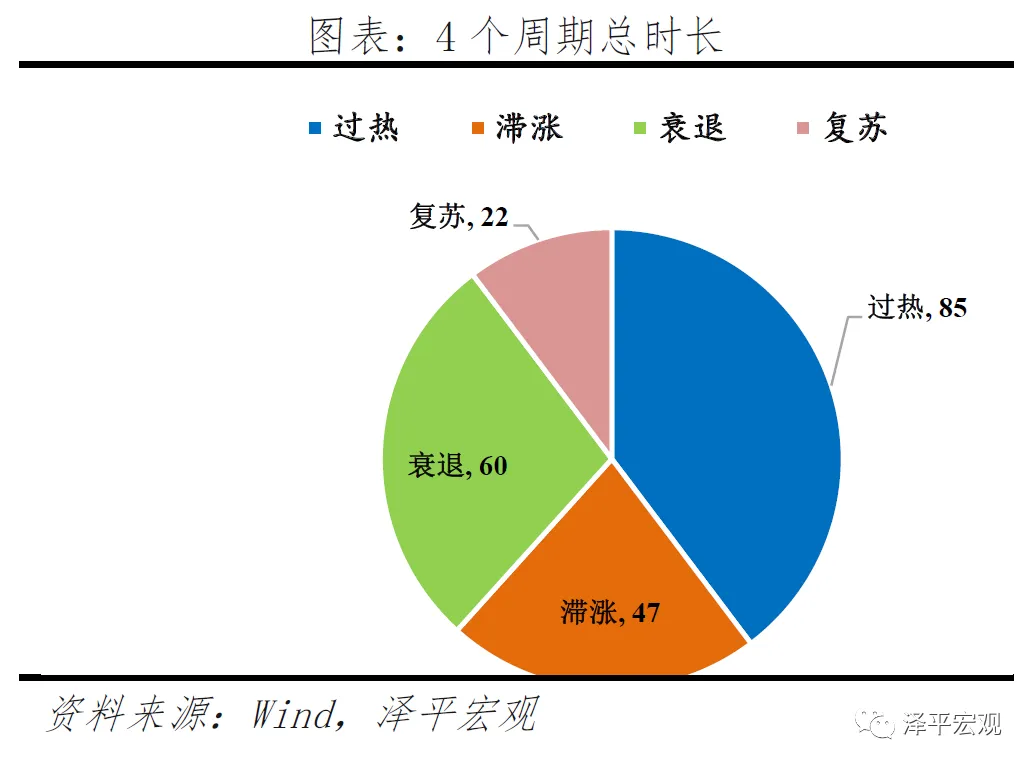 图表：4 个周期总时长
过热 滞涨 衰退 复苏
复苏, 22
过热, 85
衰退, 60
滞涨, 47
资料来源：Wind，泽平宏观
泽平宏观